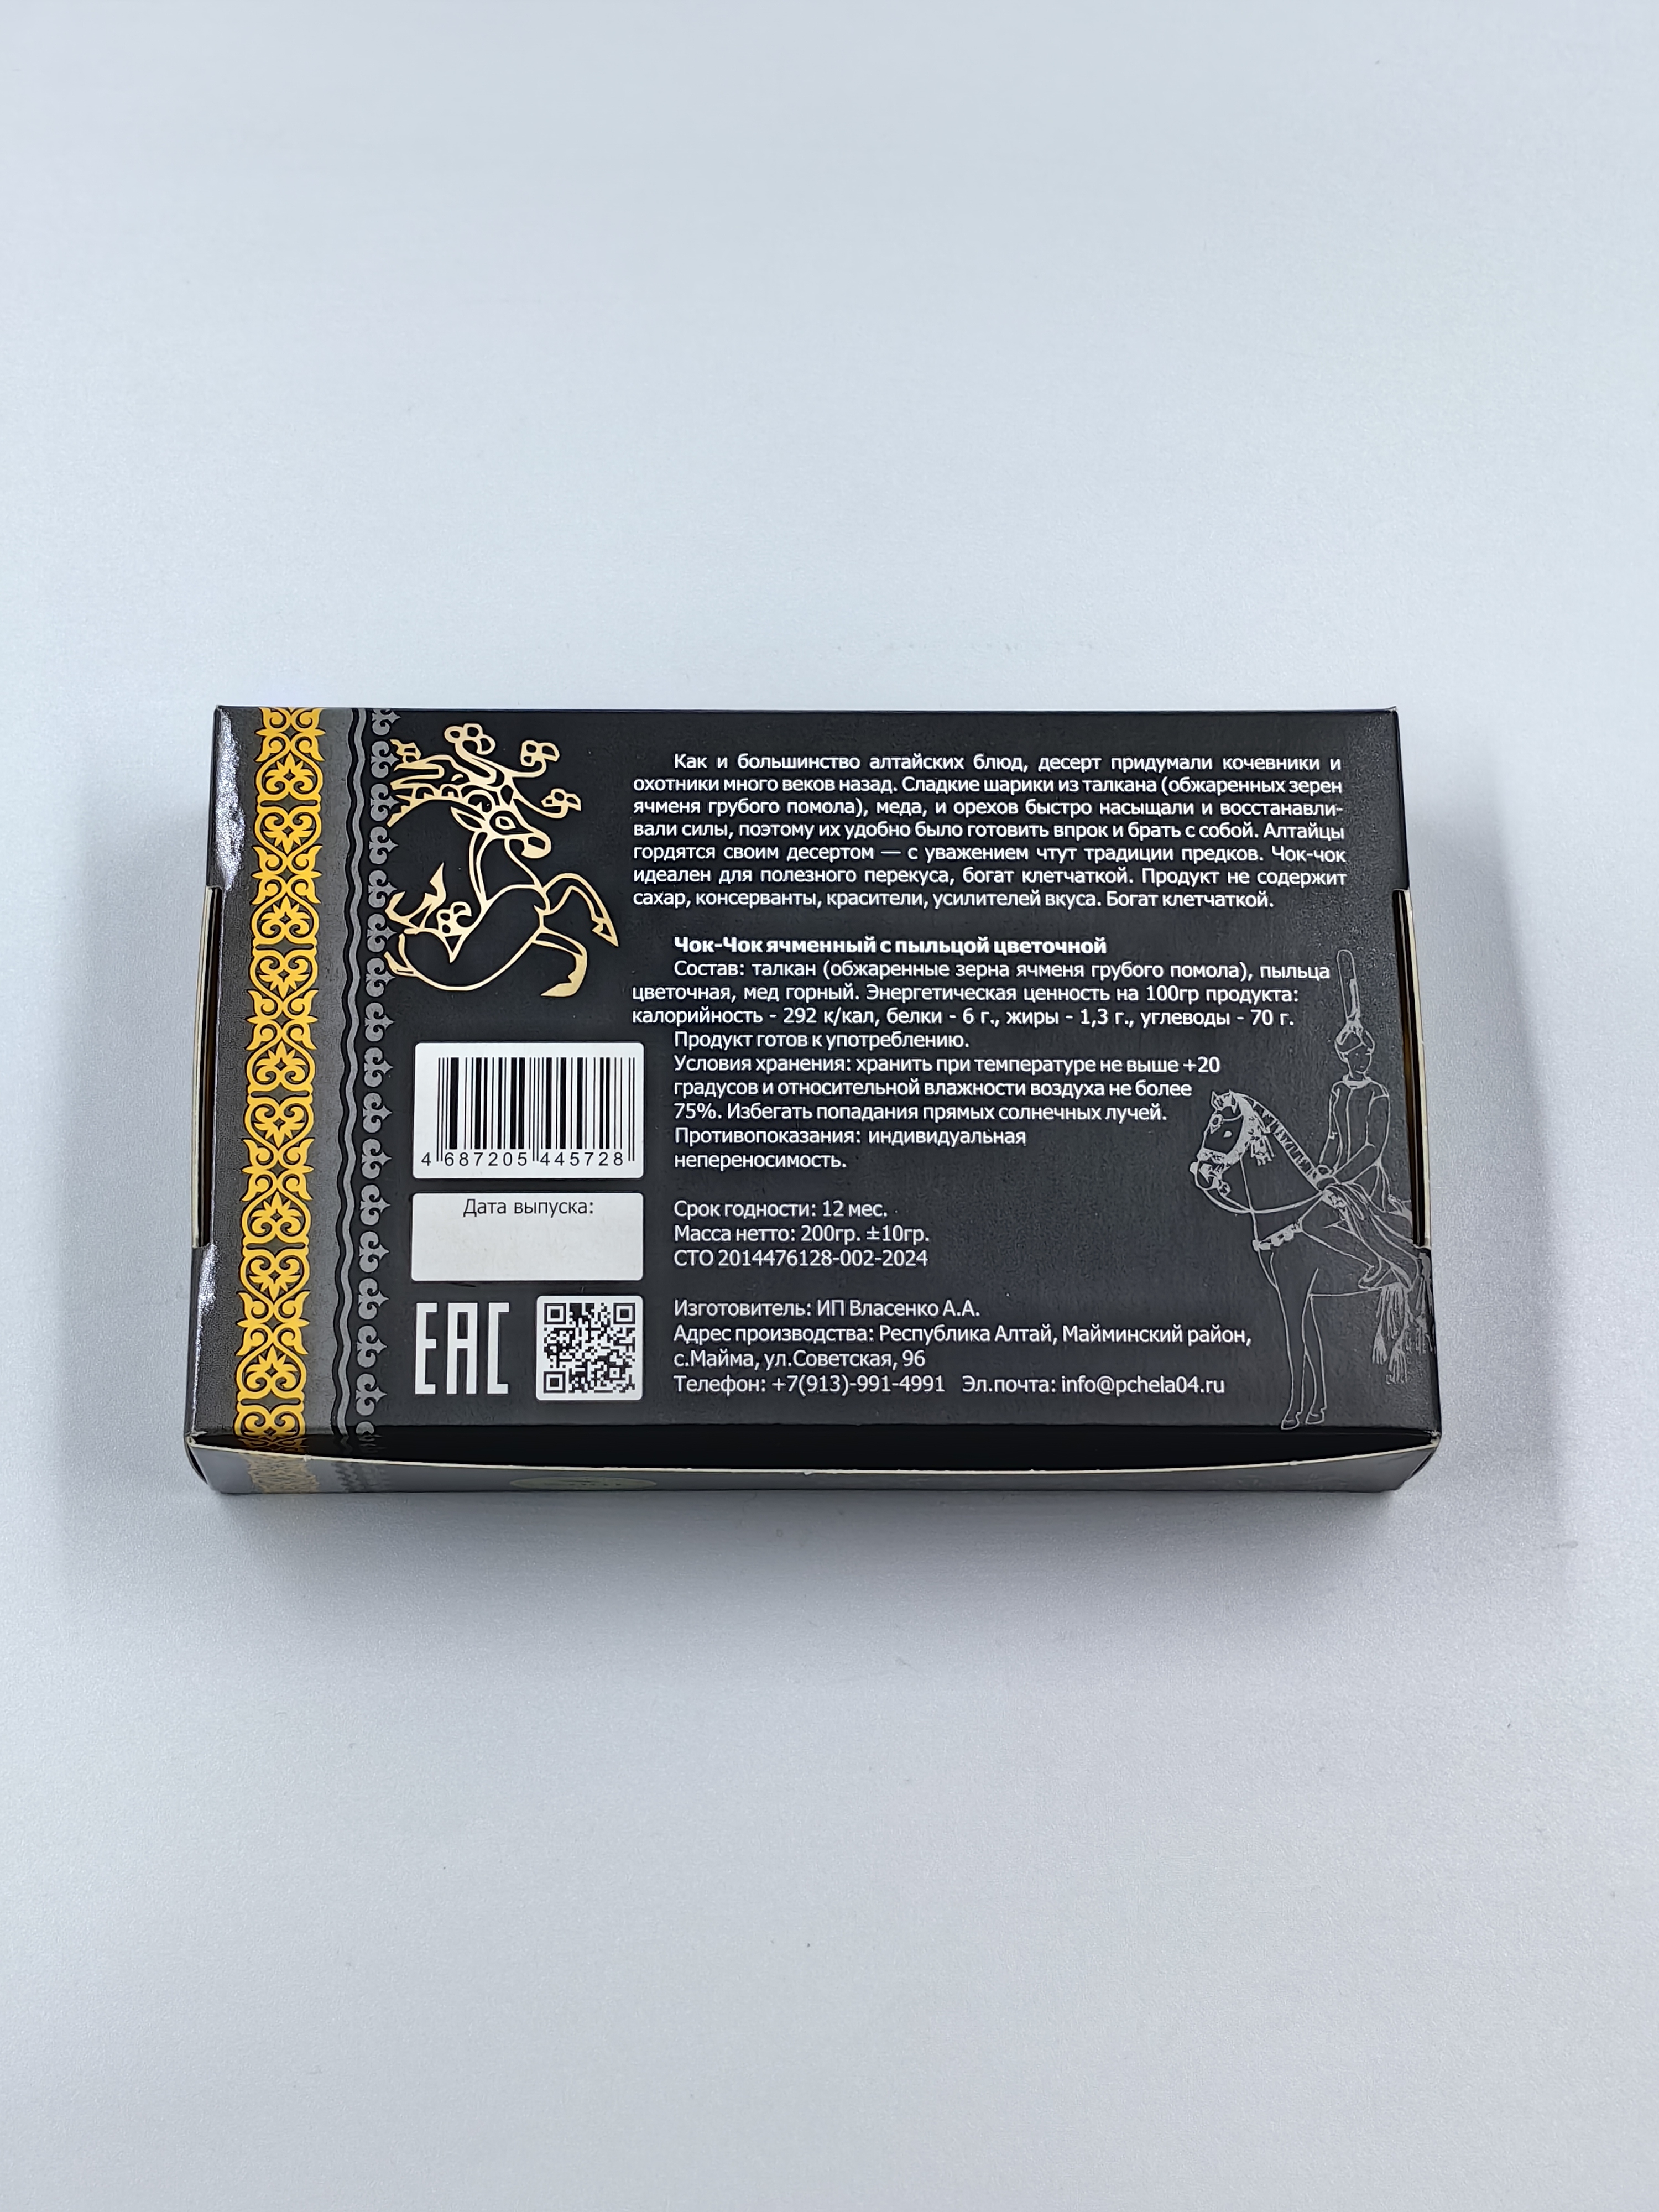 Как и большинство алтайских блюд, десерт придумали кочевники и
охотники много веков назад. Сладкие шарики из талкана (обжаренных зерен
ячменя грубого помола), меда, и орехов быстро насыщали и восстанавли-
вали силы, поэтому их удобно было готовить впрок и брать с собой. Алтайцы
гордятся своим десертом — с уважением чтут традиции предков. Чок-чок
идеален для полезного перекуса, богат клетчаткой. Продукт не содержит
сахар, консерванты, красители, усилителей вкуса. Богат клетчаткой.
Чок-Чок ячменный с пыльцой цветочной
Состав: талкан (обжаренные зерна ячменя грубого помола), пыльца
цветочная, мед горный. Энергетическая ценность на 100гр продукта:
калорийность - 292 к/кал, белки - 6 г., жиры - 1,3 г., углеводы - 70 г.
Продукт готов к употреблению.
Условия хранения: хранить при температуре не выше +20
градусов и относительной влажности воздуха не более
75%. Избегать попадания прямых солнечных лучей.
Противопоказания: индивидуальная
непереносимость.
4 687205 445728
Дата выпуска:
Срок годности: 12 мес.
Масса нетто: 200гр. ±10гр.
СТО 2014476128-002-2024
EAC
Изготовитель: ИП Власенко А.А.
Адрес производства: Республика Алтай, Майминский район,
с.Майма, ул.Советская, 96
Телефон: +7(913)-991-4991 Эл.почта: info@pchela04.ru